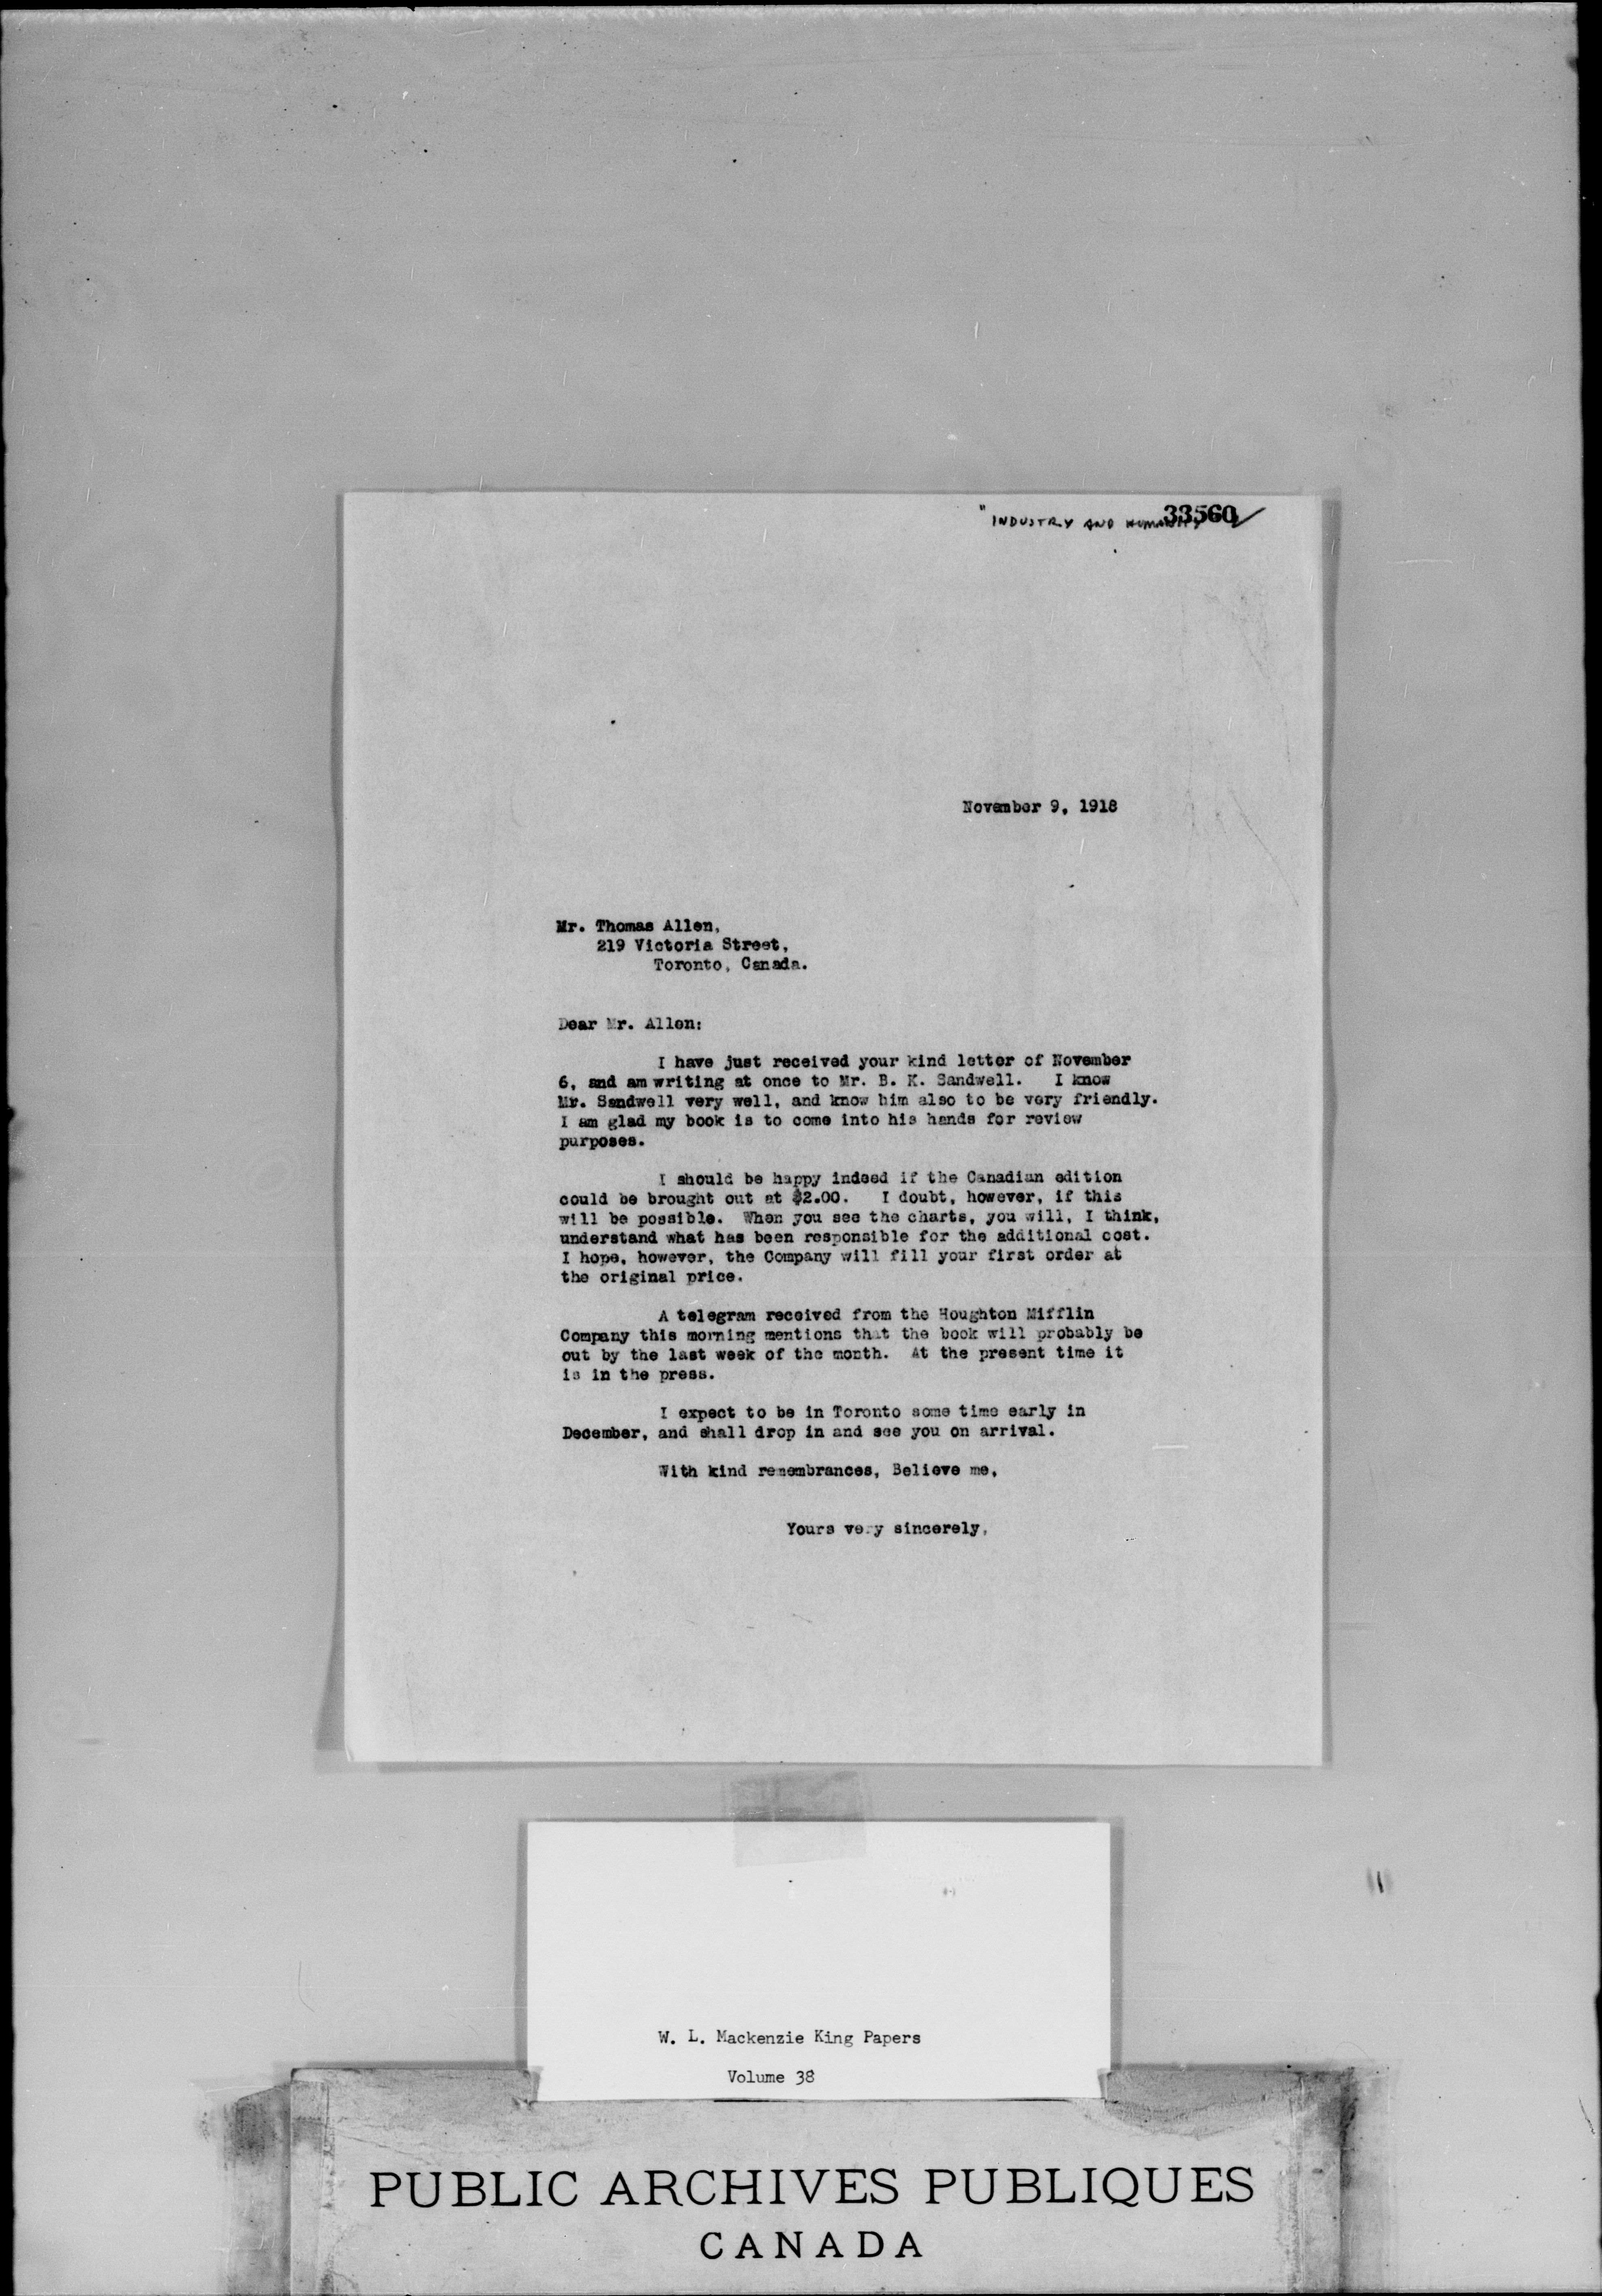 33560
"INDUSTRY AND HUMANITY"
November 9, 1918
Mr. Thomas Allen,
219 Victoria Street,
Toronto, Canada.
Dear Mr. Allen:
I have just received your kind letter of November
6, and am writing at once to Mr. B. K. Sandwell. I know
Mr. Sandwell very well, and know him also to be very friendly.
I am glad my book is to come into his hands for review
purposes.
I should be happy indeed if the Canadian edition
could be brought out at $2.00. I doubt, however, if this
will be possible. When you see the charts, you will, I think,
understand what has been responsible for the additional cost.
I hope, however, the Company will fill your first order at
the original price.
A telegram received from the Houghton Mifflin
Company this morning mentions that the book will probably be
out by the last week of the month. At the present time it
is in the press.
I expect to be in Toronto some time early in
December, and shall drop in and see you on arrival.
With kind remembrances, Believe me,
Yours very sincerely,
W. L. Mackenzie King Papers
Volume 38
PUBLIC ARCHIVES PUBLIQUES
CANADA